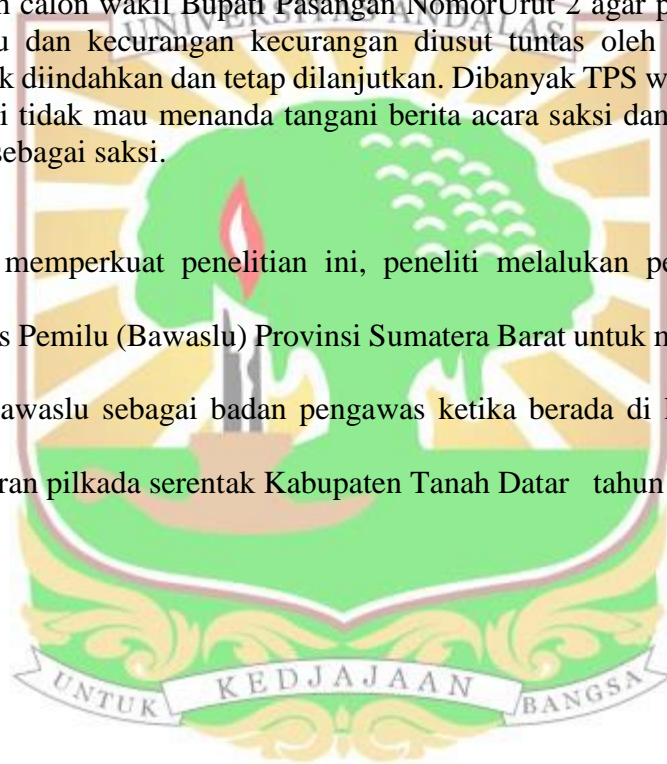 calon wakil Bupati Pasangan NomorUrut 2 agar p
UNIVERSITAS ANDALAS
dan kecurangan kecurangan diusut tuntas oleh
k diindahkan dan tetap dilanjutkan. Dibanyak TPS w
i tidak mau menanda tangani berita acara saksi dan
sebagai saksi.
memperkuat penelitian ini, peneliti melalukan pe
s Pemilu (Bawaslu) Provinsi Sumatera Barat untuk
awaslu sebagai badan pengawas ketika berada di
ran pilkada serentak Kabupaten Tanah Datar tahun
UNTUK KEDJAJAAN BANGSA